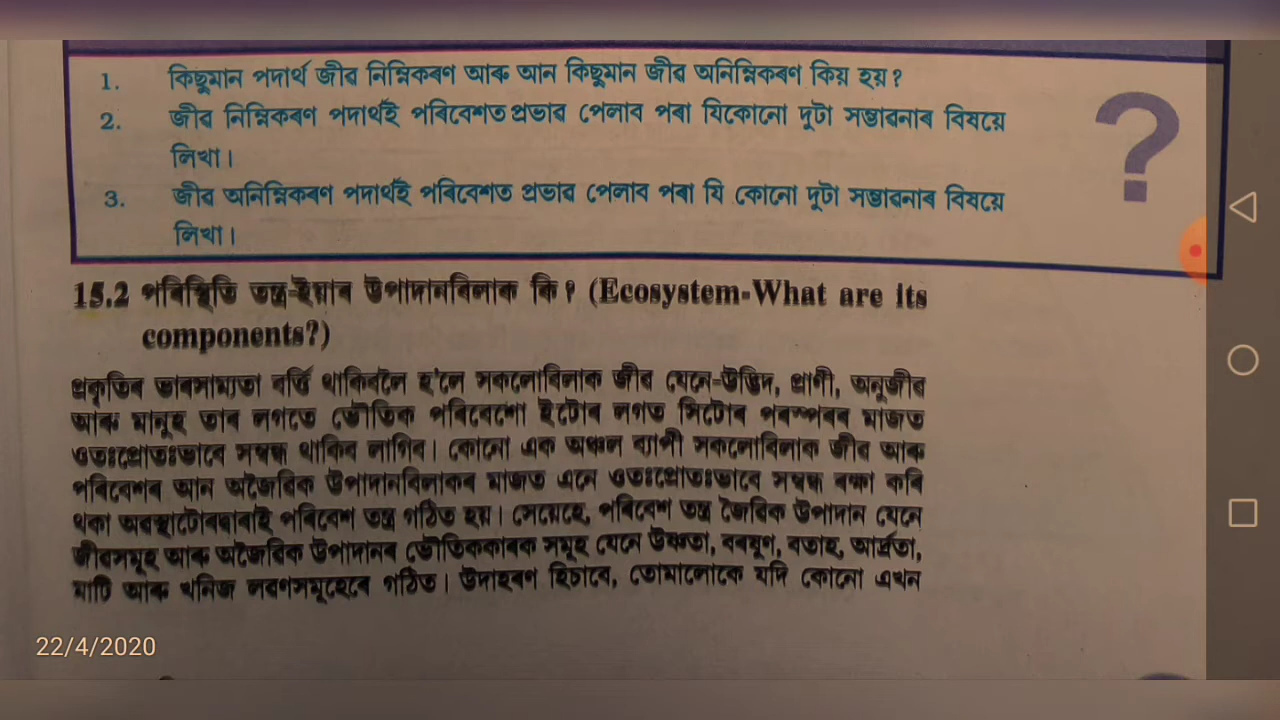 1. কিছুমান পদাৰ্থ জীৱ নিম্নিকৰণ আৰু আন কিছুমান জীৱ অনিম্নিকৰণ কিয় হয়?
2. জীৱ নিম্নিকৰণ পদাৰ্থই পৰিবেশত প্ৰভাৱ পেলাব পৰা যিকোনো দুটা সম্ভাৱনাৰ বিষয়ে
লিখা।
3. জীৱ অনিম্নিকৰণ পদাৰ্থই পৰিবেশত প্ৰভাৱ পেলাব পৰা যি কোনো দুটা সম্ভাৱনাৰ বিষয়ে
লিখা।
?
15.2 পৰিস্থিতি তন্ত্ৰ-ইয়াৰ উপাদানবিলাক কি? (Ecosystem-What are its
components?)
প্ৰকৃতিৰ ভাৰসাম্যতা বৰ্তি থাকিবলৈ হ'লে সকলোবিলাক জীৱ যেনে-উদ্ভিদ, প্ৰাণী, অনুজীৱ
আৰু মানুহ তাৰ লগতে ভৌতিক পৰিবেশো ইটোৰ লগত সিটোৰ পৰস্পৰৰ মাজত
ওতঃপ্ৰোতঃভাবে সম্বন্ধ থাকিব লাগিব। কোনো এক অঞ্চল ব্যাপী সকলোবিলাক জীৱ আৰু
পৰিবেশৰ আন অজৈৱিক উপাদানবিলাকৰ মাজত এনে ওতঃপ্ৰোতঃভাবে সম্বন্ধ ৰক্ষা কৰি
থকা অৱস্থাটোৰদ্বাৰাই পৰিবেশ তন্ত্ৰ গঠিত হয়। সেয়েহে, পৰিবেশ তন্ত্ৰ জৈৱিক উপাদান যেনে
জীৱসমূহ আৰু অজৈৱিক উপাদানৰ ভৌতিককাৰক সমূহ যেনে উষ্ণতা, বৰষুণ, বতাহ, আৰ্দ্ৰতা,
মাটি আৰু খনিজ লৱণসমূহেৰে গঠিত। উদাহৰণ হিচাবে, তোমালোকে যদি কোনো এখন
22/4/2020